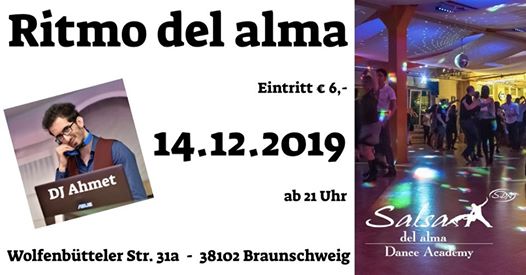 Ritmo del alma
Eintritt € 6,-
14.12.2019
DJ Ahmet
ASUS
ab 21 Uhr
Wolfenbütteler Str. 31a - 38102 Braunschweig
Salsa
del alma
Dance Academy